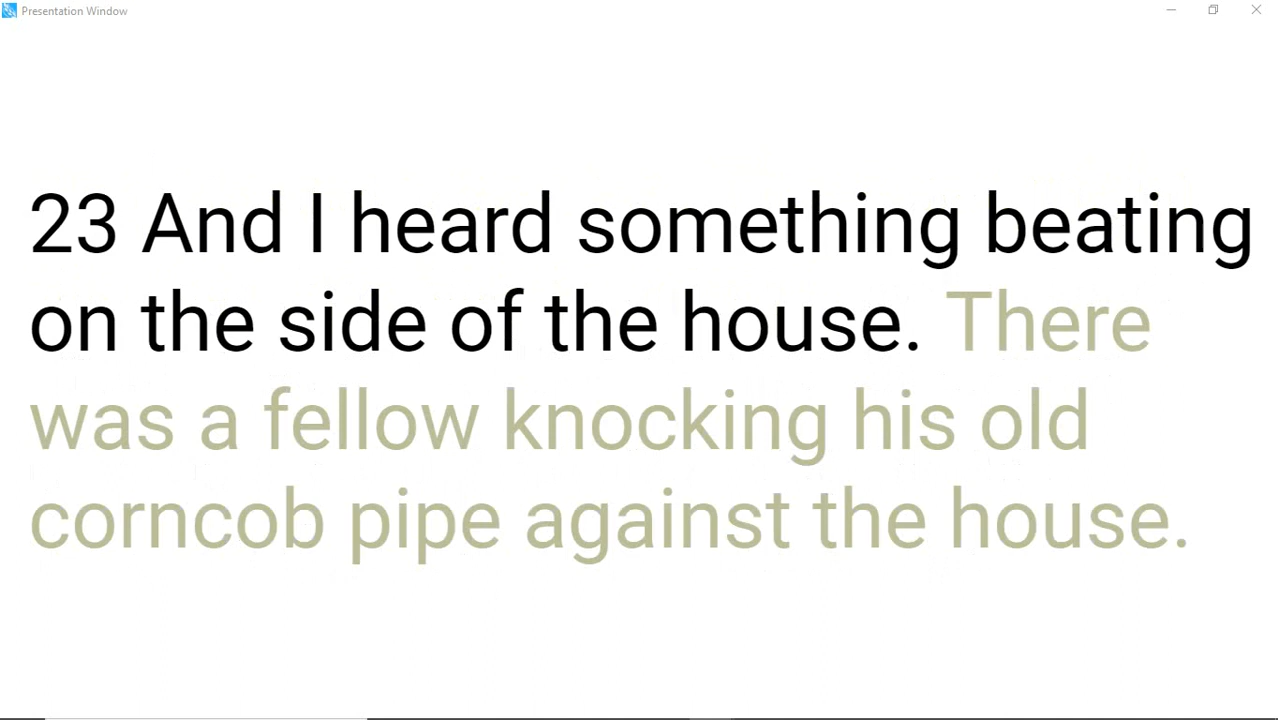 Presentation Window
23 And I heard something beating
on the side of the house. There
was a fellow knocking his old
corncob pipe against the house.